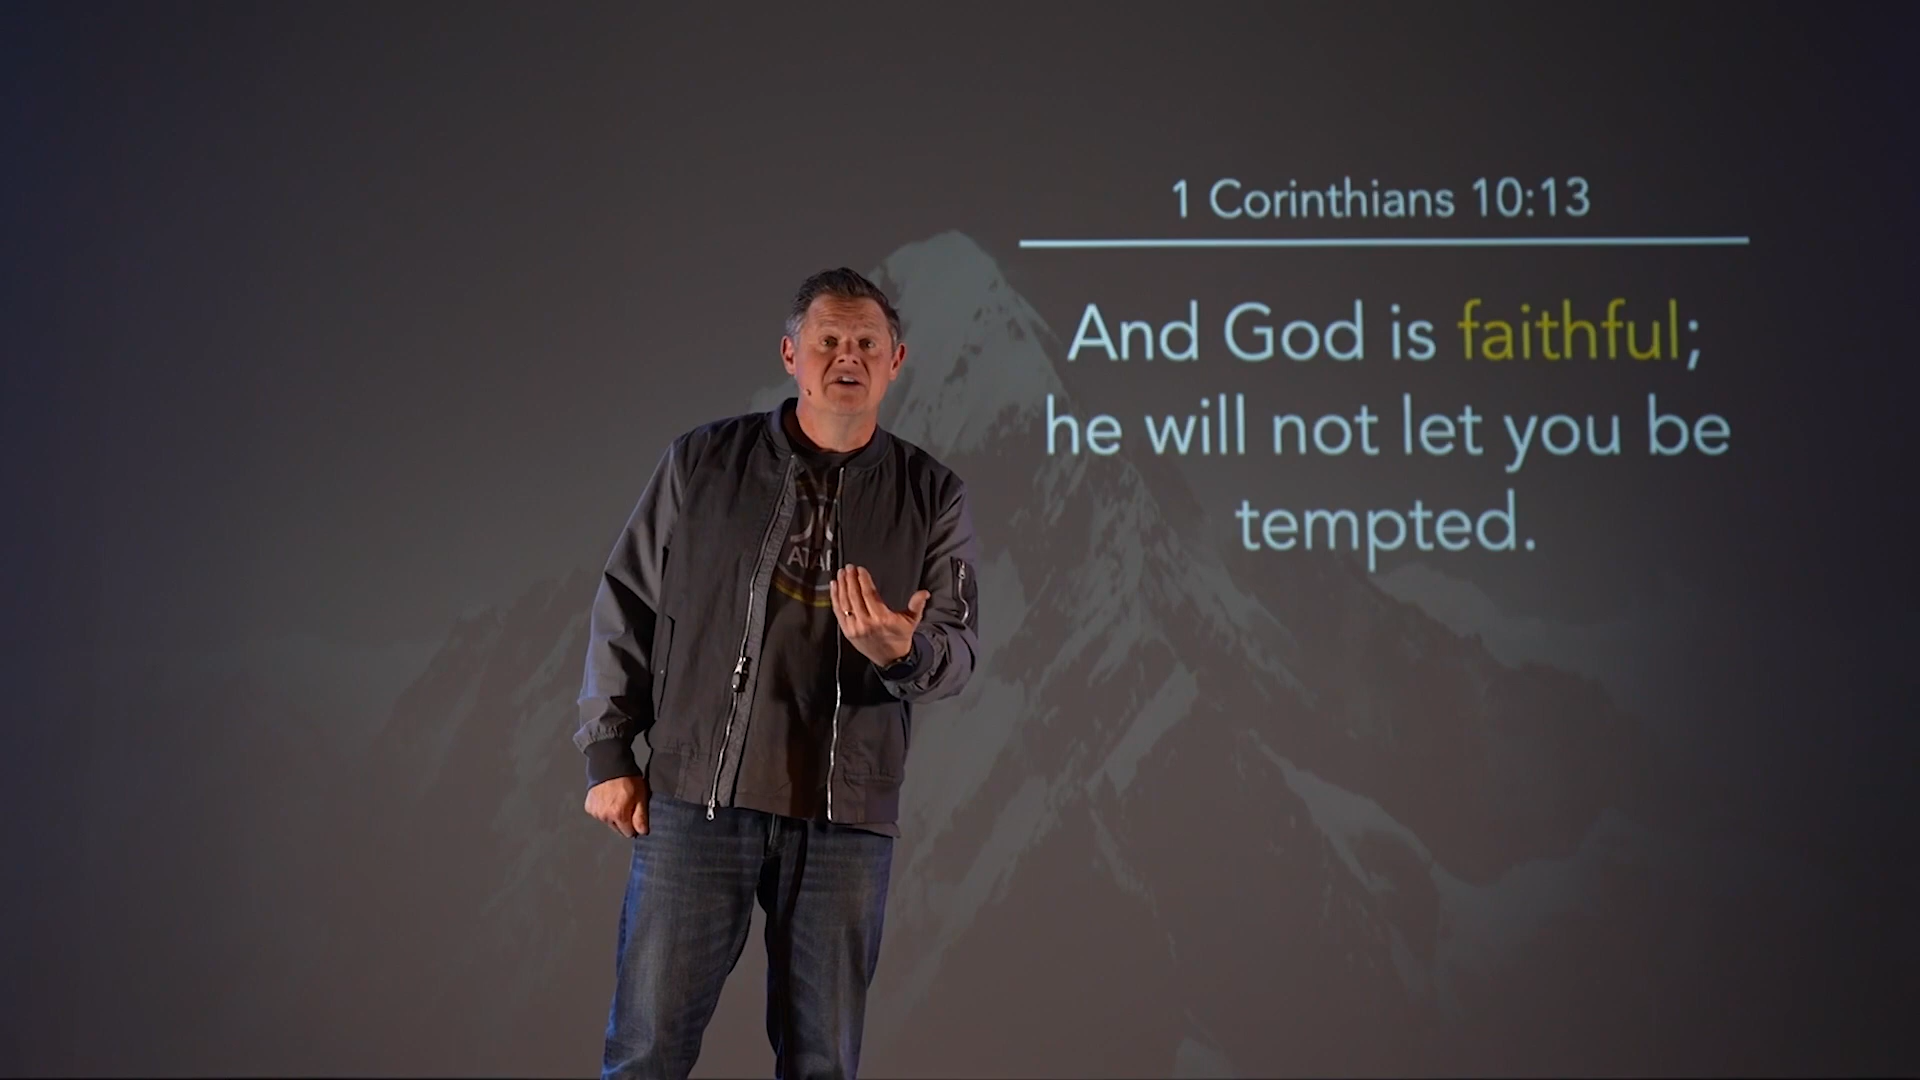 1 Corinthians 10:13
And God is faithful;
he will not let you be
tempted.